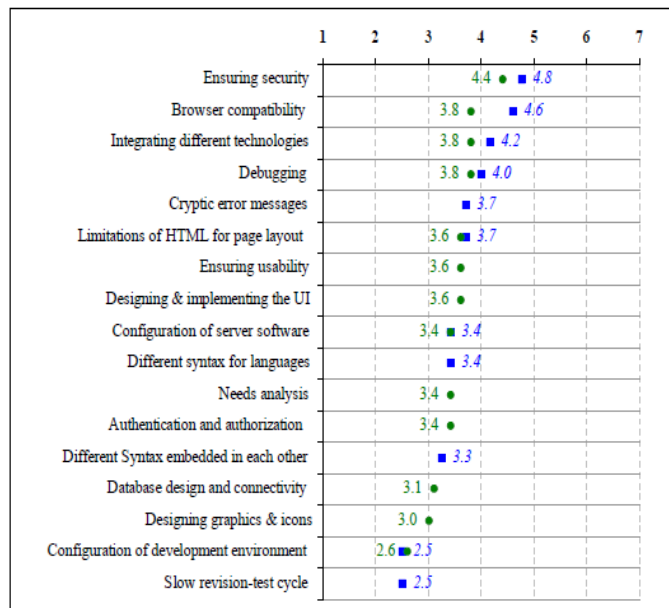 1 2 3 4 5 6 7
Ensuring security 4.4 4.8
Browser compatibility 3.8 4.6
Integrating different technologies 3.8 4.2
Debugging 3.8 4.0
Cryptic error messages 3.7
Limitations of HTML for page layout 3.6 3.7
Ensuring usability 3.6
Designing & implementing the UI 3.6
Configuration of server software 3.4 3.4
Different syntax for languages 3.4
Needs analysis 3.4
Authentication and authorization 3.4
Different Syntax embedded in each other 3.3
Database design and connectivity 3.1
Designing graphics & icons 3.0
Configuration of development environment 2.6 2.5
Slow revision-test cycle 2.5